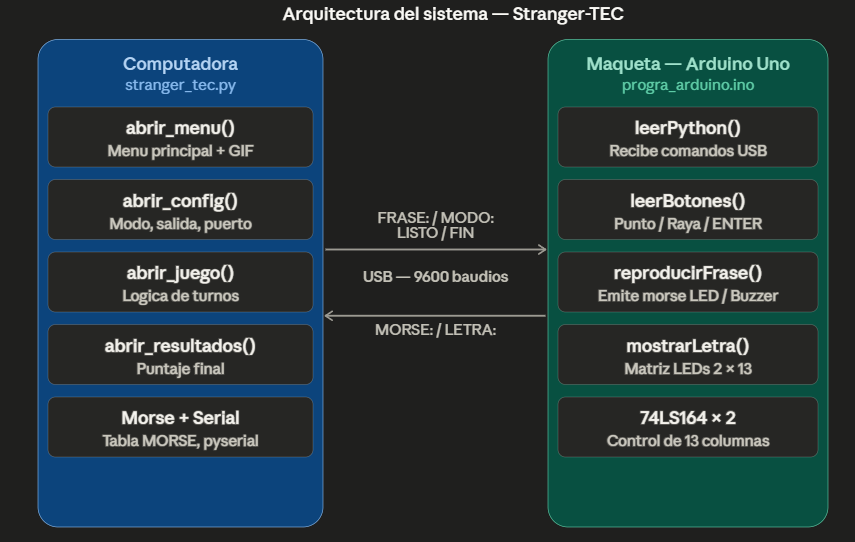 Arquitectura del sistema — Stranger-TEC
Computadora
stranger_tec.py
abrir_menu()
Menu principal + GIF
abrir_config()
Modo, salida, puerto
abrir_juego()
Logica de turnos
abrir_resultados()
Puntaje final
Morse + Serial
Tabla MORSE, pyserial
FRASE: / MODO:
LISTO / FIN
USB — 9600 baudios
MORSE: / LETRA:
Maqueta — Arduino Uno
progra_arduino.ino
leerPython()
Recibe comandos USB
leerBotones()
Punto / Raya / ENTER
reproducirFrase()
Emite morse LED / Buzzer
mostrarLetra()
Matriz LEDs 2 × 13
74LS164 × 2
Control de 13 columnas